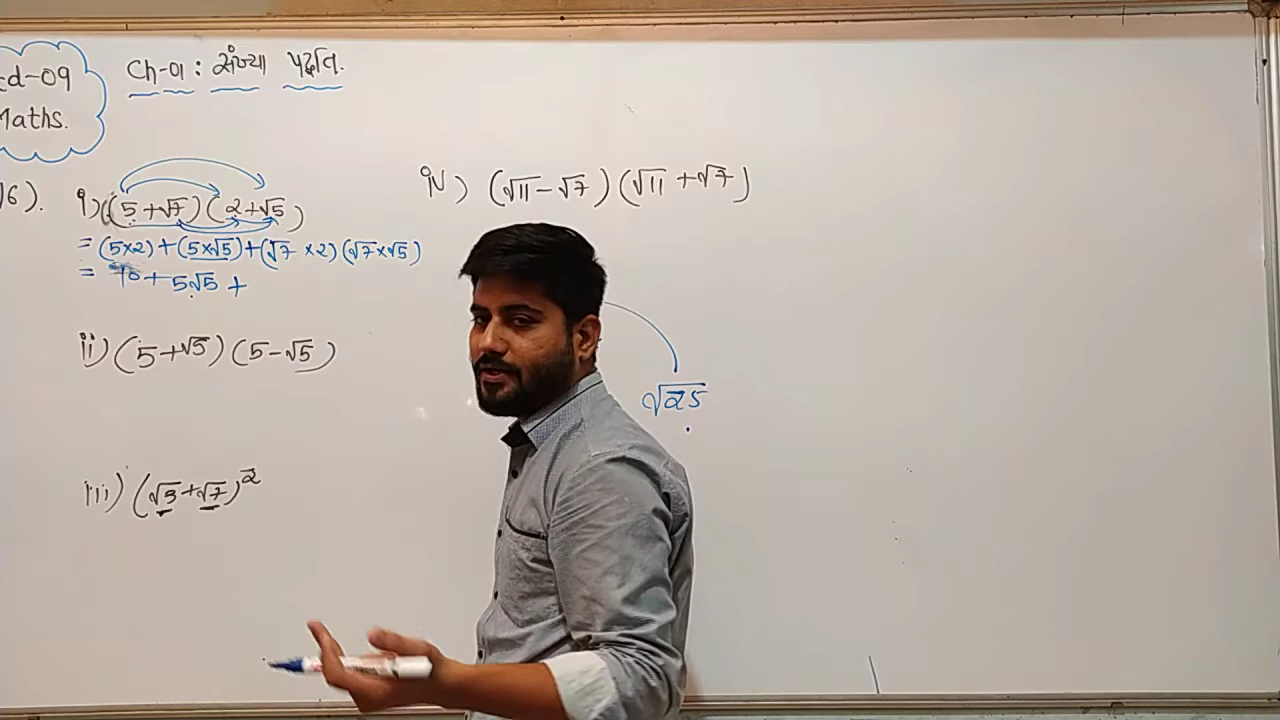 d-09
Maths.
Ch-01 : સંખ્યા પદ્ધતિ.
16).
i) (5+√7)(2+√5)
= (5×2)+(5×√5)+(√7 ×2)(√7×√5)
= 10+5√5+
ii) (5+√5)(5-√5)
iii) (√3+√7)²
iv) (√11-√7)(√11+√7)
√25